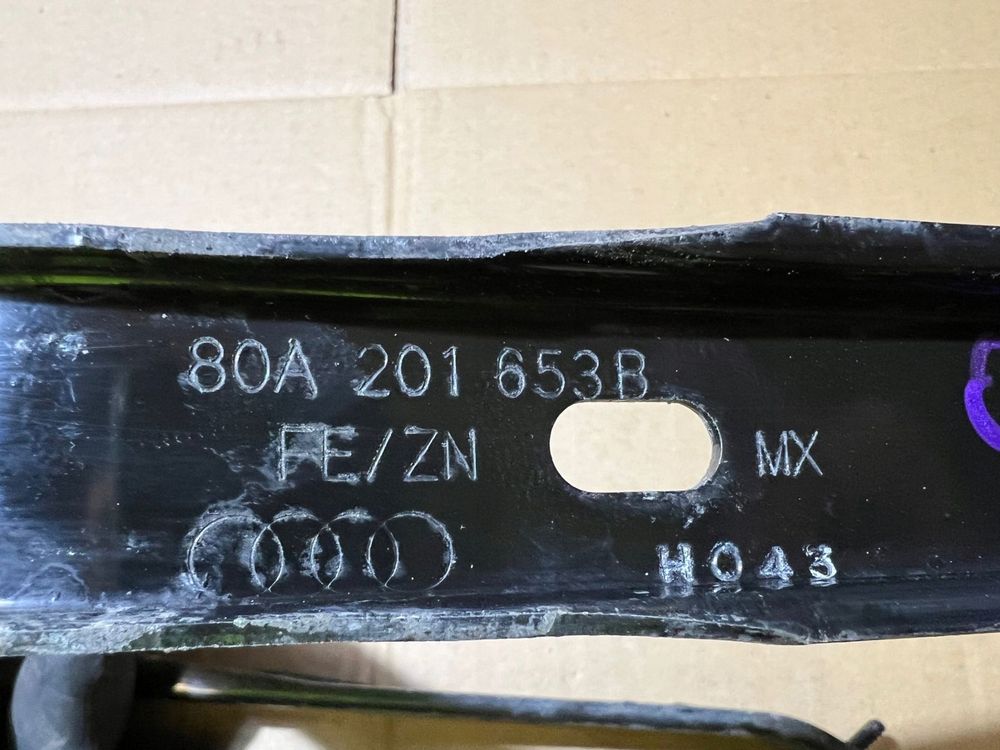 80A 201 653B
FE/ZN
MX
H043